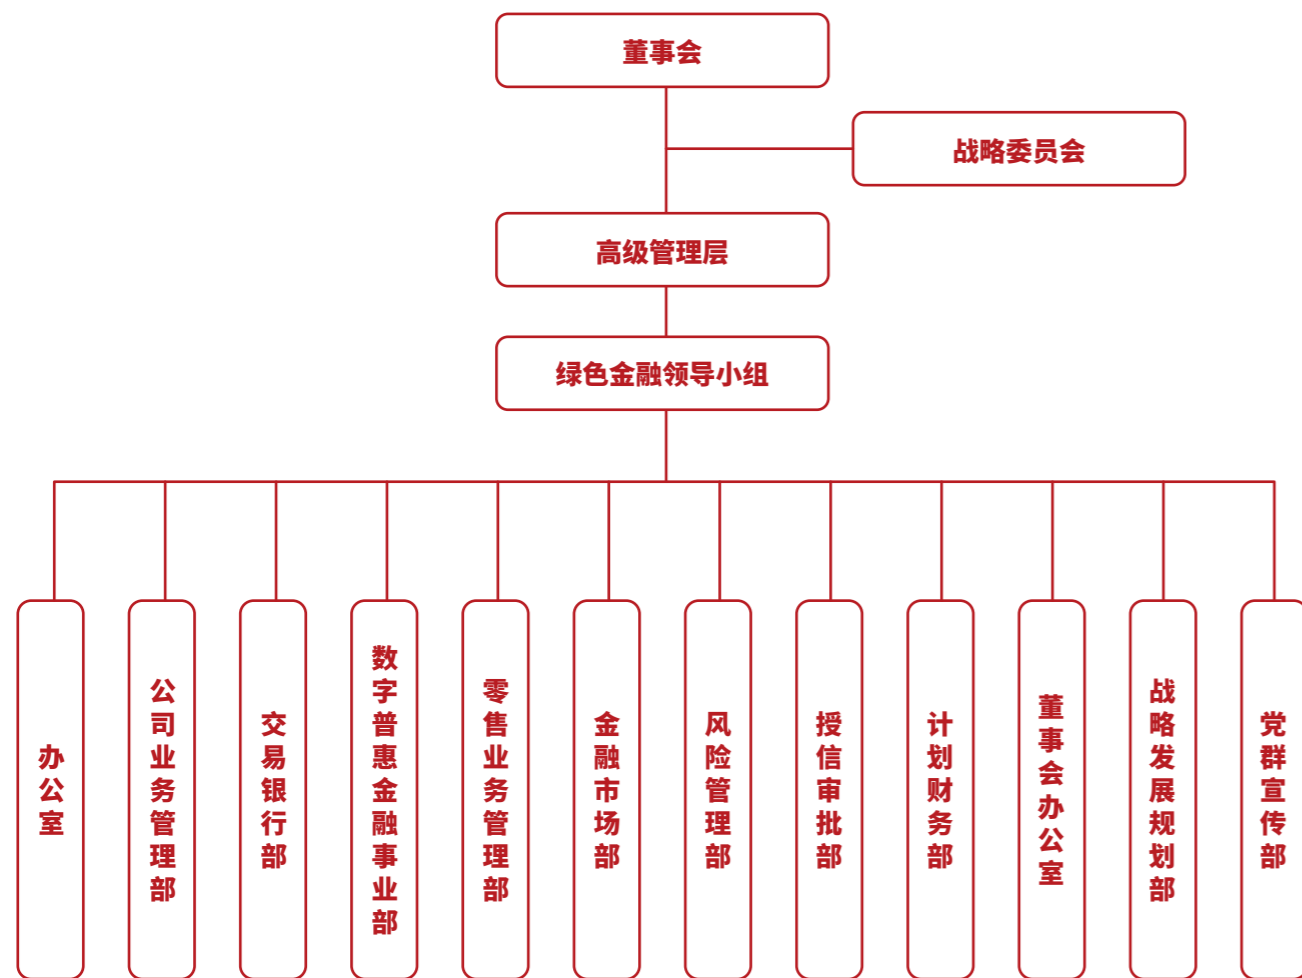 董事会
战略委员会
高级管理层
绿色金融领导小组
办公室
公司业务管理部
交易银行部
数字普惠金融事业部
零售业务管理部
金融市场部
风险管理部
授信审批部
计划财务部
董事会办公室
战略发展规划部
党群宣传部